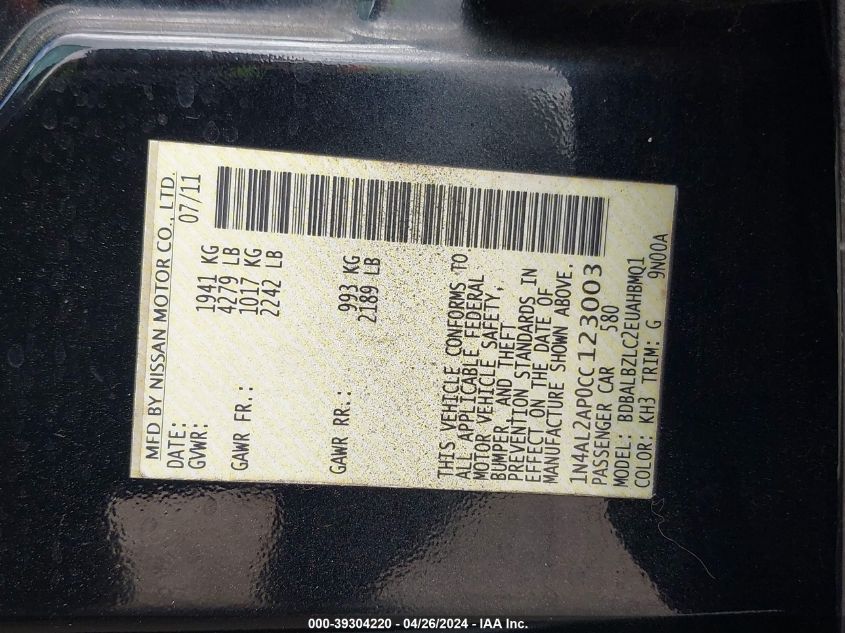 MFD BY NISSAN MOTOR CO., LTD.
DATE: 07/11
GVWR: 1941 KG
4279 LB
GAWR FR.: 1017 KG
2242 LB
GAWR RR.: 993 KG
2189 LB
THIS VEHICLE CONFORMS TO
ALL APPLICABLE FEDERAL
MOTOR VEHICLE SAFETY,
BUMPER, AND THEFT
PREVENTION STANDARDS IN
EFFECT ON THE DATE OF
MANUFACTURE SHOWN ABOVE.
1N4AL2AP0CC123003
PASSENGER CAR 580
MODEL: BDBALBZLC2EUAHBMQ1
COLOR: KH3 TRIM: G 9N00A
000-39304220 - 04/26/2024 - IAA Inc.